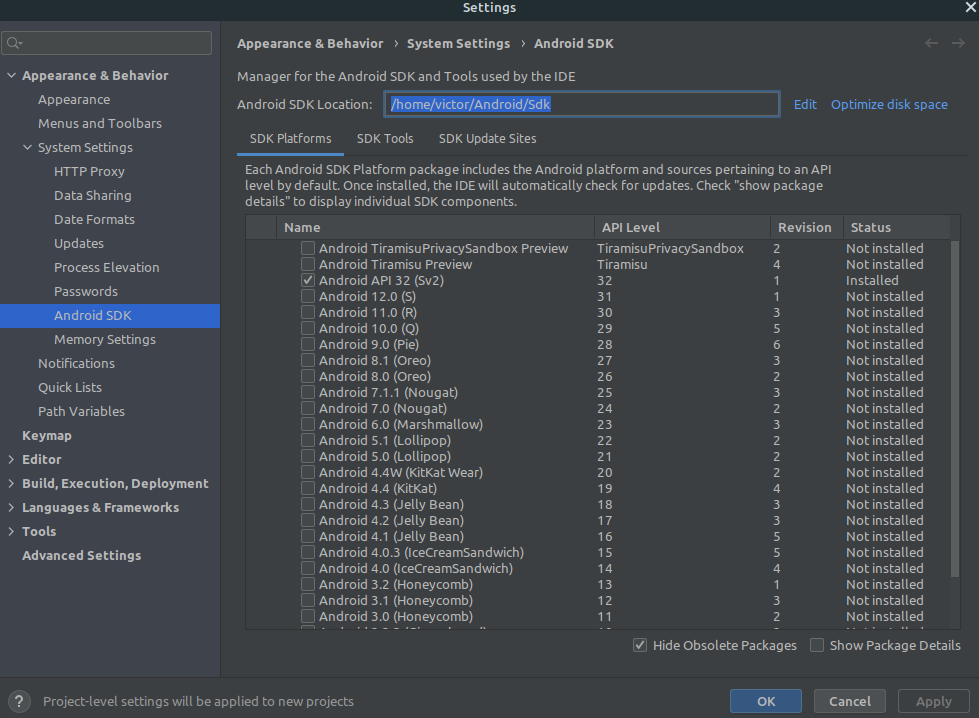 Settings
Appearance & Behavior › System Settings › Android SDK
Manager for the Android SDK and Tools used by the IDE
Android SDK Location: /home/victor/Android/Sdk Edit Optimize disk space
SDK Platforms SDK Tools SDK Update Sites
Each Android SDK Platform package includes the Android platform and sources pertaining to an API
level by default. Once installed, the IDE will automatically check for updates. Check "show package
details" to display individual SDK components.
Name API Level Revision Status
Android TiramisuPrivacySandbox Preview TiramisuPrivacySandbox 2 Not installed
Android Tiramisu Preview Tiramisu 4 Not installed
Android API 32 (Sv2) 32 1 Installed
Android 12.0 (S) 31 1 Not installed
Android 11.0 (R) 30 3 Not installed
Android 10.0 (Q) 29 5 Not installed
Android 9.0 (Pie) 28 6 Not installed
Android 8.1 (Oreo) 27 3 Not installed
Android 8.0 (Oreo) 26 2 Not installed
Android 7.1.1 (Nougat) 25 3 Not installed
Android 7.0 (Nougat) 24 2 Not installed
Android 6.0 (Marshmallow) 23 3 Not installed
Android 5.1 (Lollipop) 22 2 Not installed
Android 5.0 (Lollipop) 21 2 Not installed
Android 4.4W (KitKat Wear) 20 2 Not installed
Android 4.4 (KitKat) 19 4 Not installed
Android 4.3 (Jelly Bean) 18 3 Not installed
Android 4.2 (Jelly Bean) 17 3 Not installed
Android 4.1 (Jelly Bean) 16 5 Not installed
Android 4.0.3 (IceCreamSandwich) 15 5 Not installed
Android 4.0 (IceCreamSandwich) 14 4 Not installed
Android 3.2 (Honeycomb) 13 1 Not installed
Android 3.1 (Honeycomb) 12 3 Not installed
Android 3.0 (Honeycomb) 11 2 Not installed
Hide Obsolete Packages Show Package Details
Appearance & Behavior
Appearance
Menus and Toolbars
System Settings
HTTP Proxy
Data Sharing
Date Formats
Updates
Process Elevation
Passwords
Android SDK
Memory Settings
Notifications
Quick Lists
Path Variables
Keymap
Editor
Build, Execution, Deployment
Languages & Frameworks
Tools
Advanced Settings
? Project-level settings will be applied to new projects
OK Cancel Apply